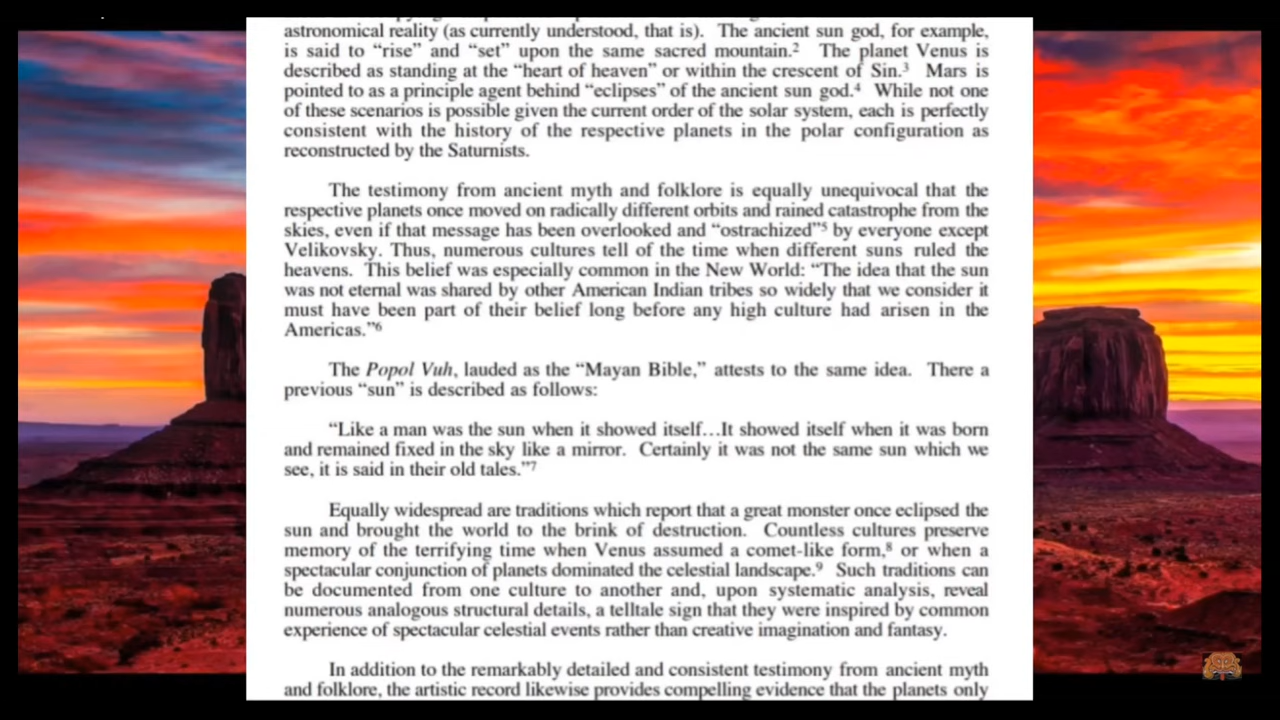 astronomical reality (as currently understood, that is). The ancient sun god, for example,
is said to “rise” and “set” upon the same sacred mountain.² The planet Venus is
described as standing at the “heart of heaven” or within the crescent of Sin.³ Mars is
pointed to as a principle agent behind “eclipses” of the ancient sun god.⁴ While not one
of these scenarios is possible given the current order of the solar system, each is perfectly
consistent with the history of the respective planets in the polar configuration as
reconstructed by the Saturnists.
The testimony from ancient myth and folklore is equally unequivocal that the
respective planets once moved on radically different orbits and rained catastrophe from the
skies, even if that message has been overlooked and “ostrachized”⁵ by everyone except
Velikovsky. Thus, numerous cultures tell of the time when different suns ruled the
heavens. This belief was especially common in the New World: “The idea that the sun
was not eternal was shared by other American Indian tribes so widely that we consider it
must have been part of their belief long before any high culture had arisen in the
Americas.”⁶
The Popol Vuh, lauded as the “Mayan Bible,” attests to the same idea. There a
previous “sun” is described as follows:
“Like a man was the sun when it showed itself…It showed itself when it was born
and remained fixed in the sky like a mirror. Certainly it was not the same sun which we
see, it is said in their old tales.”⁷
Equally widespread are traditions which report that a great monster once eclipsed the
sun and brought the world to the brink of destruction. Countless cultures preserve
memory of the terrifying time when Venus assumed a comet-like form,⁸ or when a
spectacular conjunction of planets dominated the celestial landscape.⁹ Such traditions can
be documented from one culture to another and, upon systematic analysis, reveal
numerous analogous structural details, a telltale sign that they were inspired by common
experience of spectacular celestial events rather than creative imagination and fantasy.
In addition to the remarkably detailed and consistent testimony from ancient myth
and folklore, the artistic record likewise provides compelling evidence that the planets only